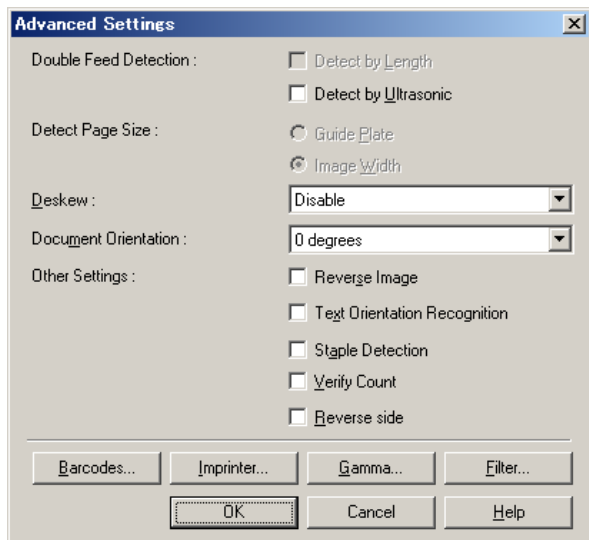 Advanced Settings
Double Feed Detection :
Detect by Length
Detect by Ultrasonic
Detect Page Size :
Guide Plate
Image Width
Deskew :
Disable
Document Orientation :
0 degrees
Other Settings :
Reverse Image
Text Orientation Recognition
Staple Detection
Verify Count
Reverse side
Barcodes... Imprinter... Gamma... Filter...
OK Cancel Help